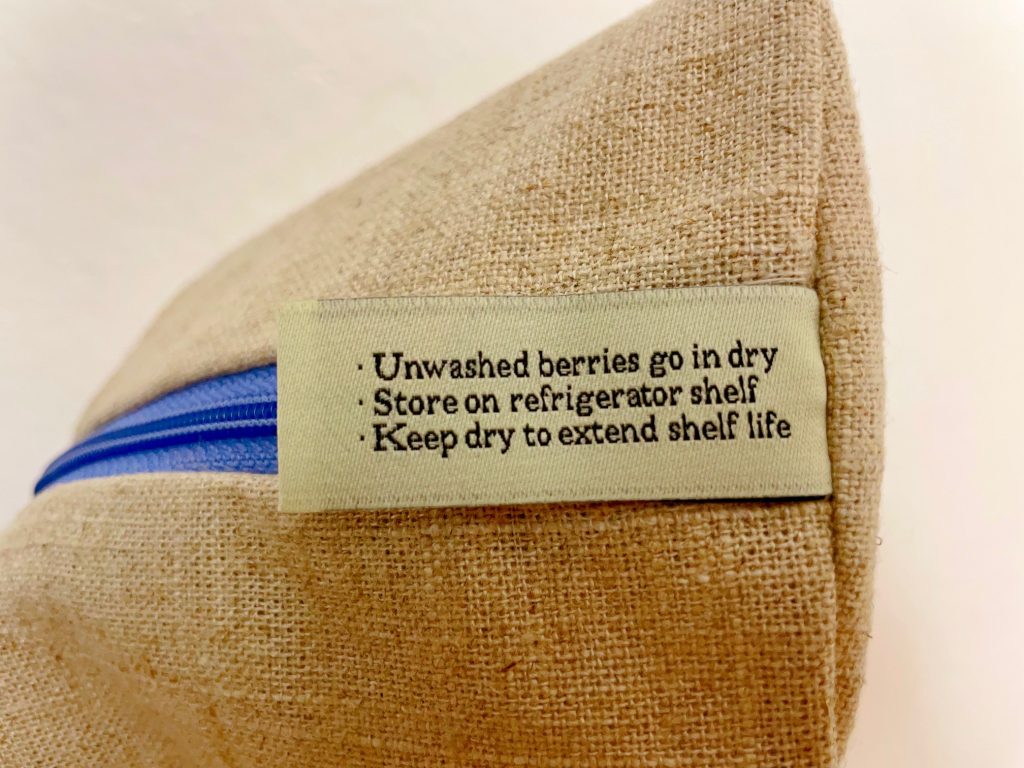 · Unwashed berries go in dry
· Store on refrigerator shelf
· Keep dry to extend shelf life